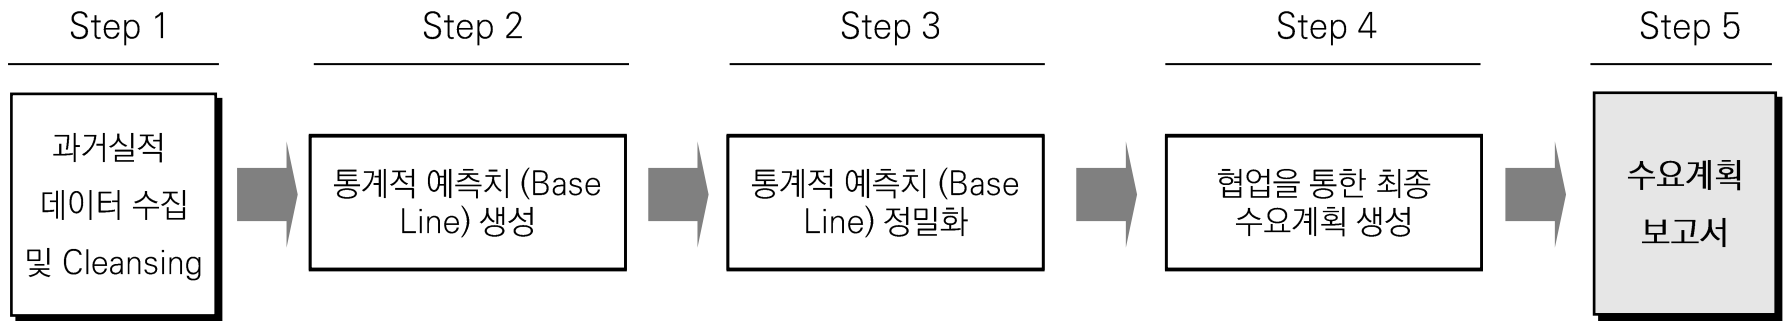 Step 1
Step 2
Step 3
Step 4
Step 5
과거실적
데이터 수집
및 Cleansing
통계적 예측치 (Base
Line) 생성
통계적 예측치 (Base
Line) 정밀화
협업을 통한 최종
수요계획 생성
수요계획
보고서